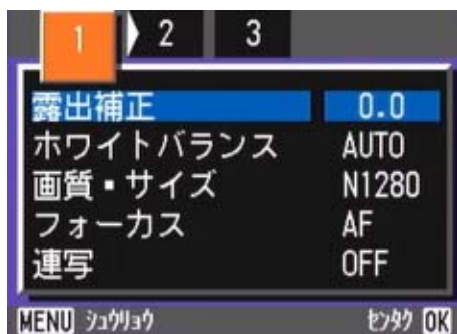 1 2 3
露出補正 0.0
ホワイトバランス AUTO
画質・サイズ N1280
フォーカス AF
連写 OFF
MENU シュウリョウ センタク OK